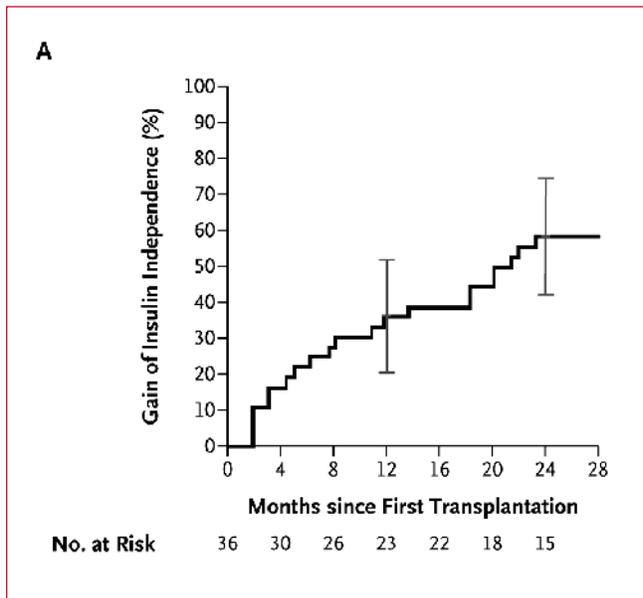 A
100
90
80
70
60
50
40
30
20
10
0
Gain of Insulin Independence (%)
0 4 8 12 16 20 24 28
Months since First Transplantation
No. at Risk 36 30 26 23 22 18 15